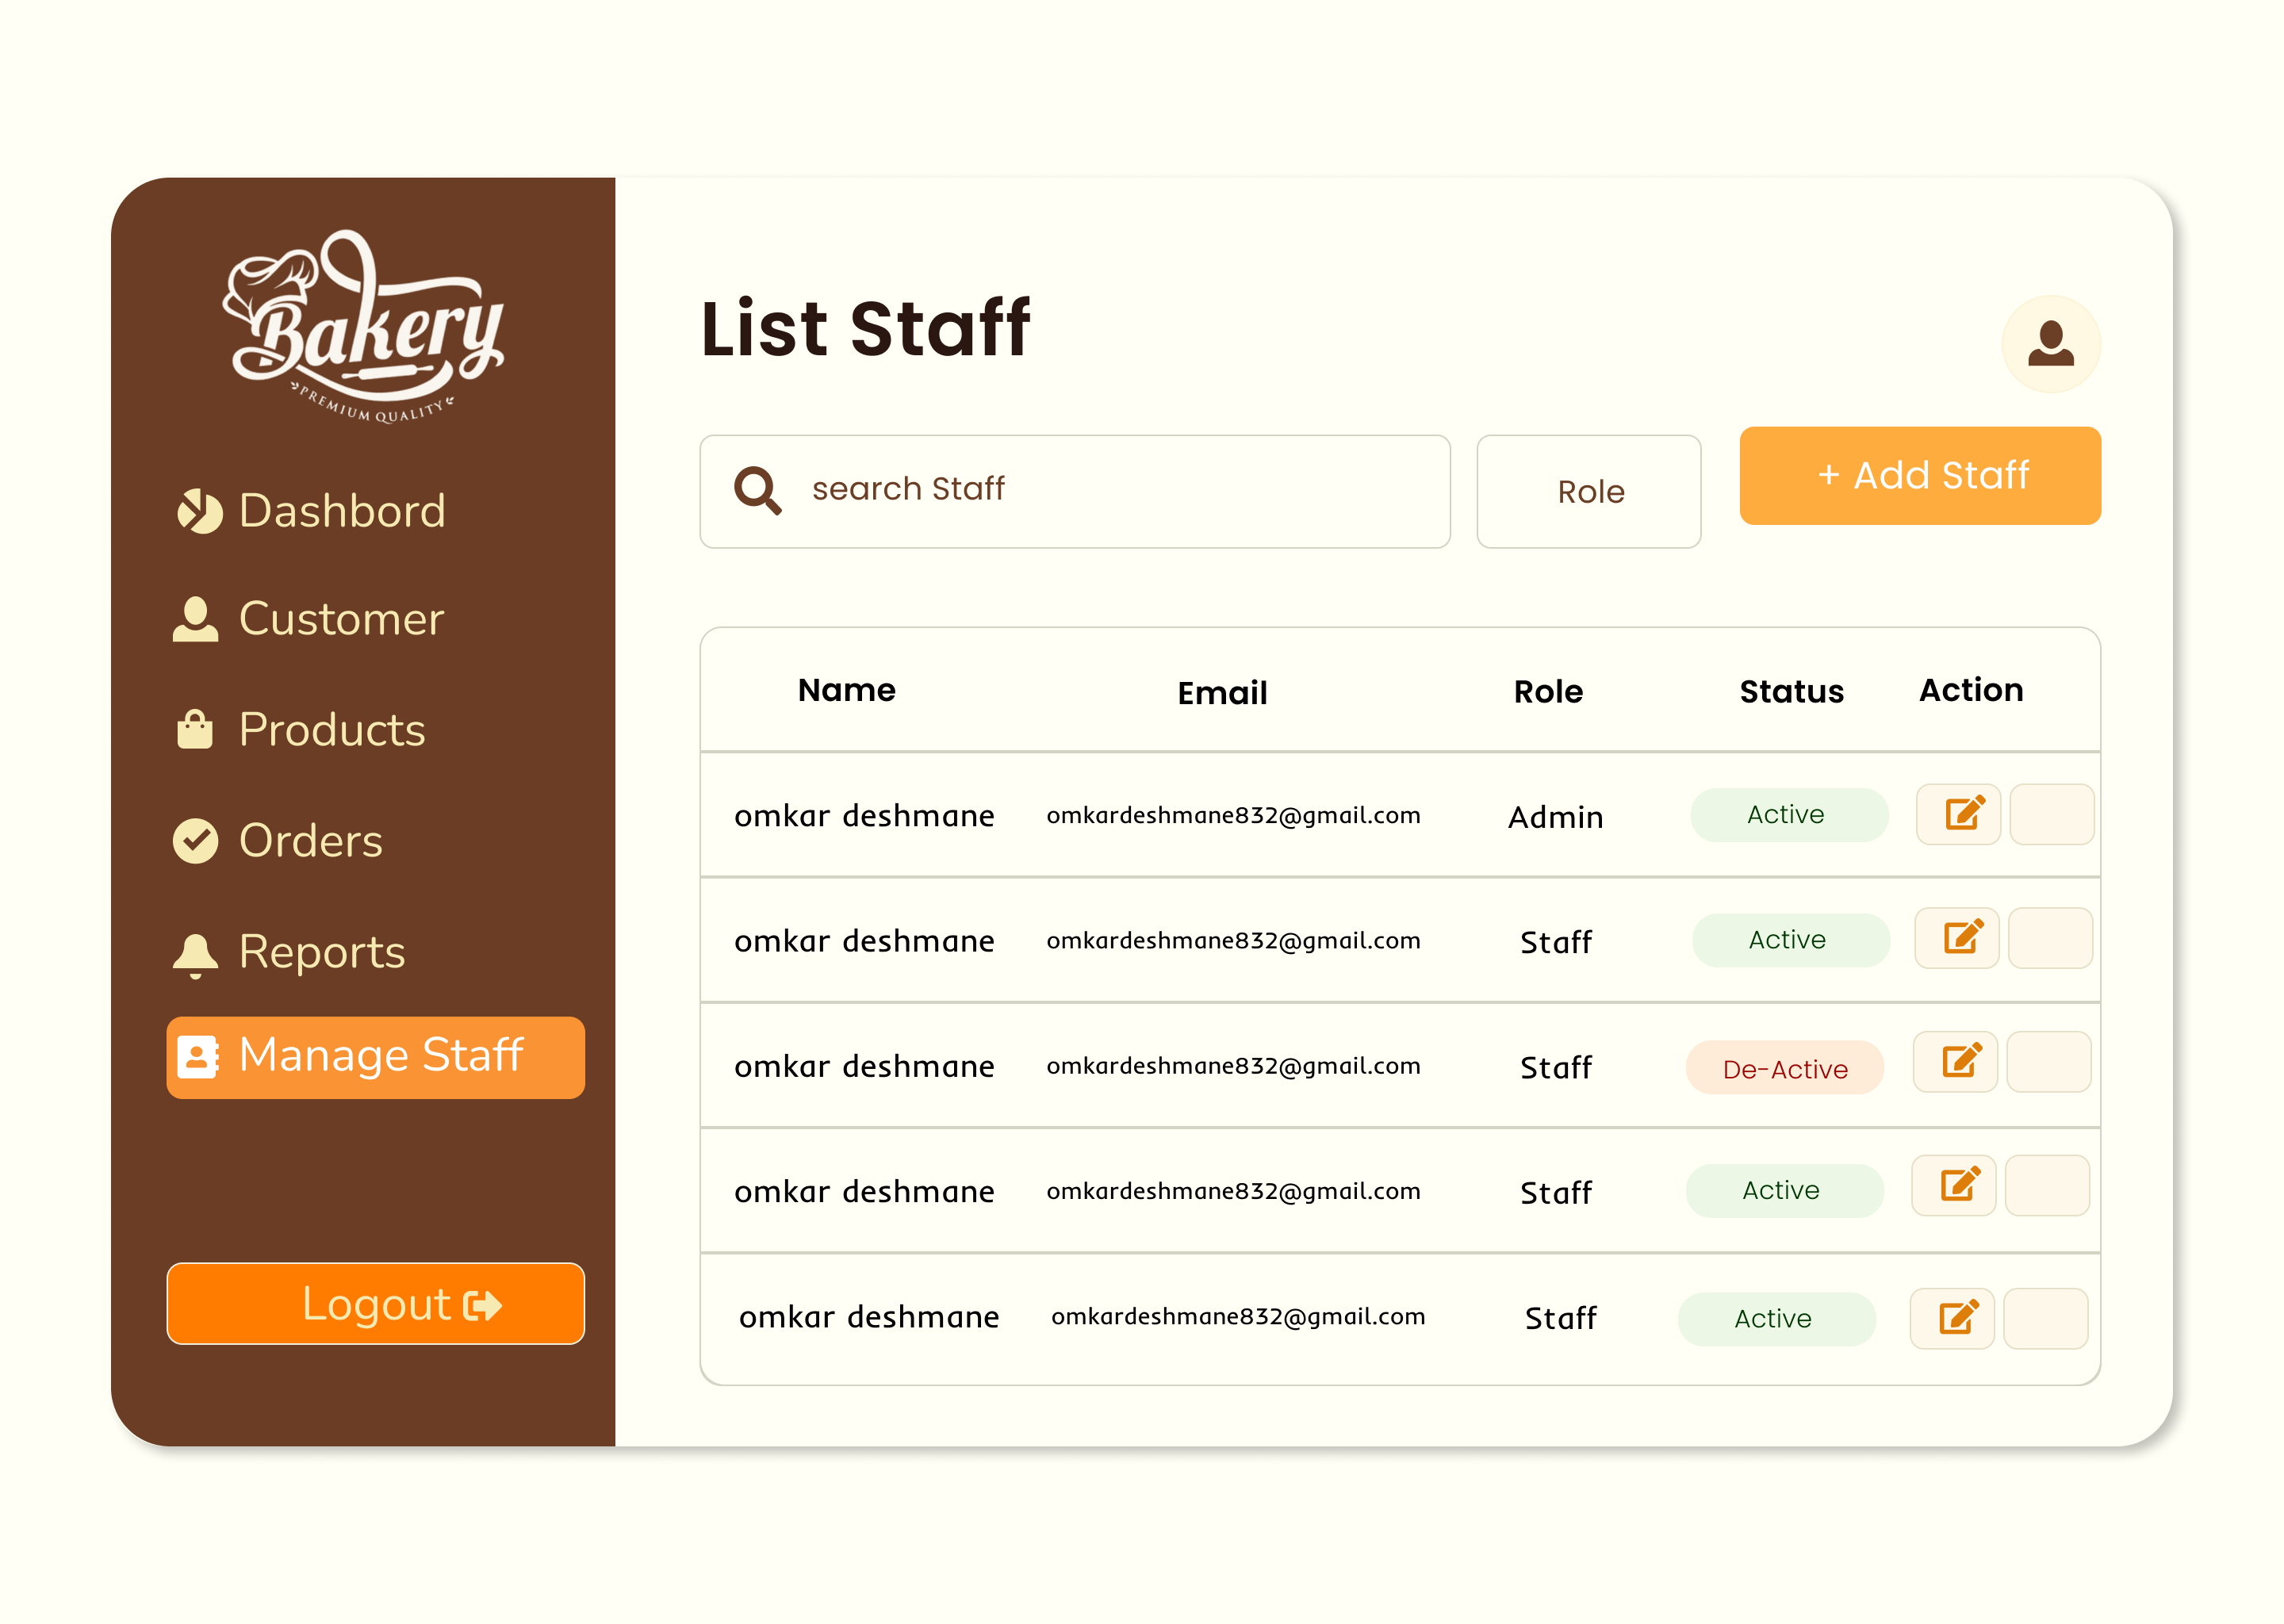 Bakery
PREMIUM QUALITY
Dashbord
Customer
Products
Orders
Reports
Manage Staff
Logout
List Staff
search Staff
Role
+ Add Staff
Name Email Role Status Action
omkar deshmane omkardeshmane832@gmail.com Admin Active
omkar deshmane omkardeshmane832@gmail.com Staff Active
omkar deshmane omkardeshmane832@gmail.com Staff De-Active
omkar deshmane omkardeshmane832@gmail.com Staff Active
omkar deshmane omkardeshmane832@gmail.com Staff Active